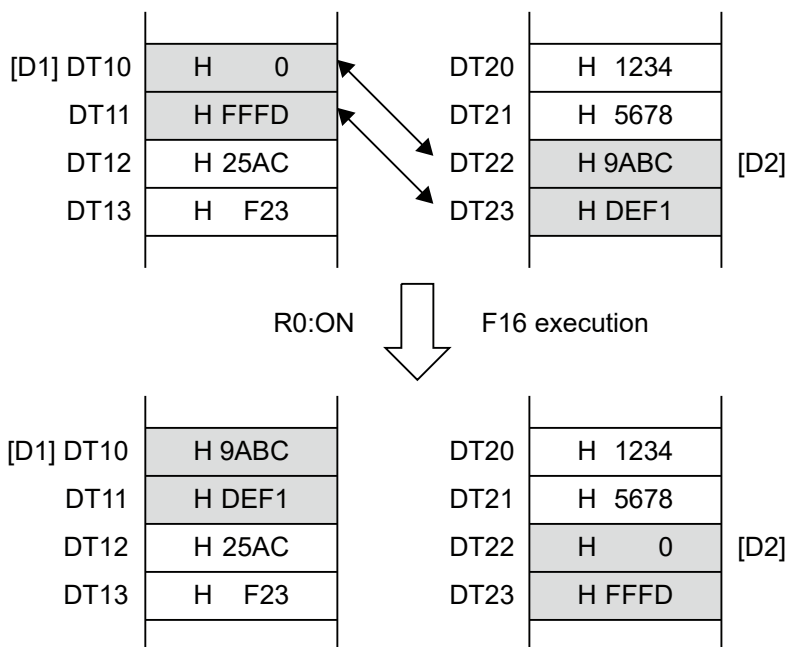 [D1] DT10 H 0 DT20 H 1234
DT11 H FFFD DT21 H 5678
DT12 H 25AC DT22 H 9ABC [D2]
DT13 H F23 DT23 H DEF1
R0:ON F16 execution
[D1] DT10 H 9ABC DT20 H 1234
DT11 H DEF1 DT21 H 5678
DT12 H 25AC DT22 H 0 [D2]
DT13 H F23 DT23 H FFFD